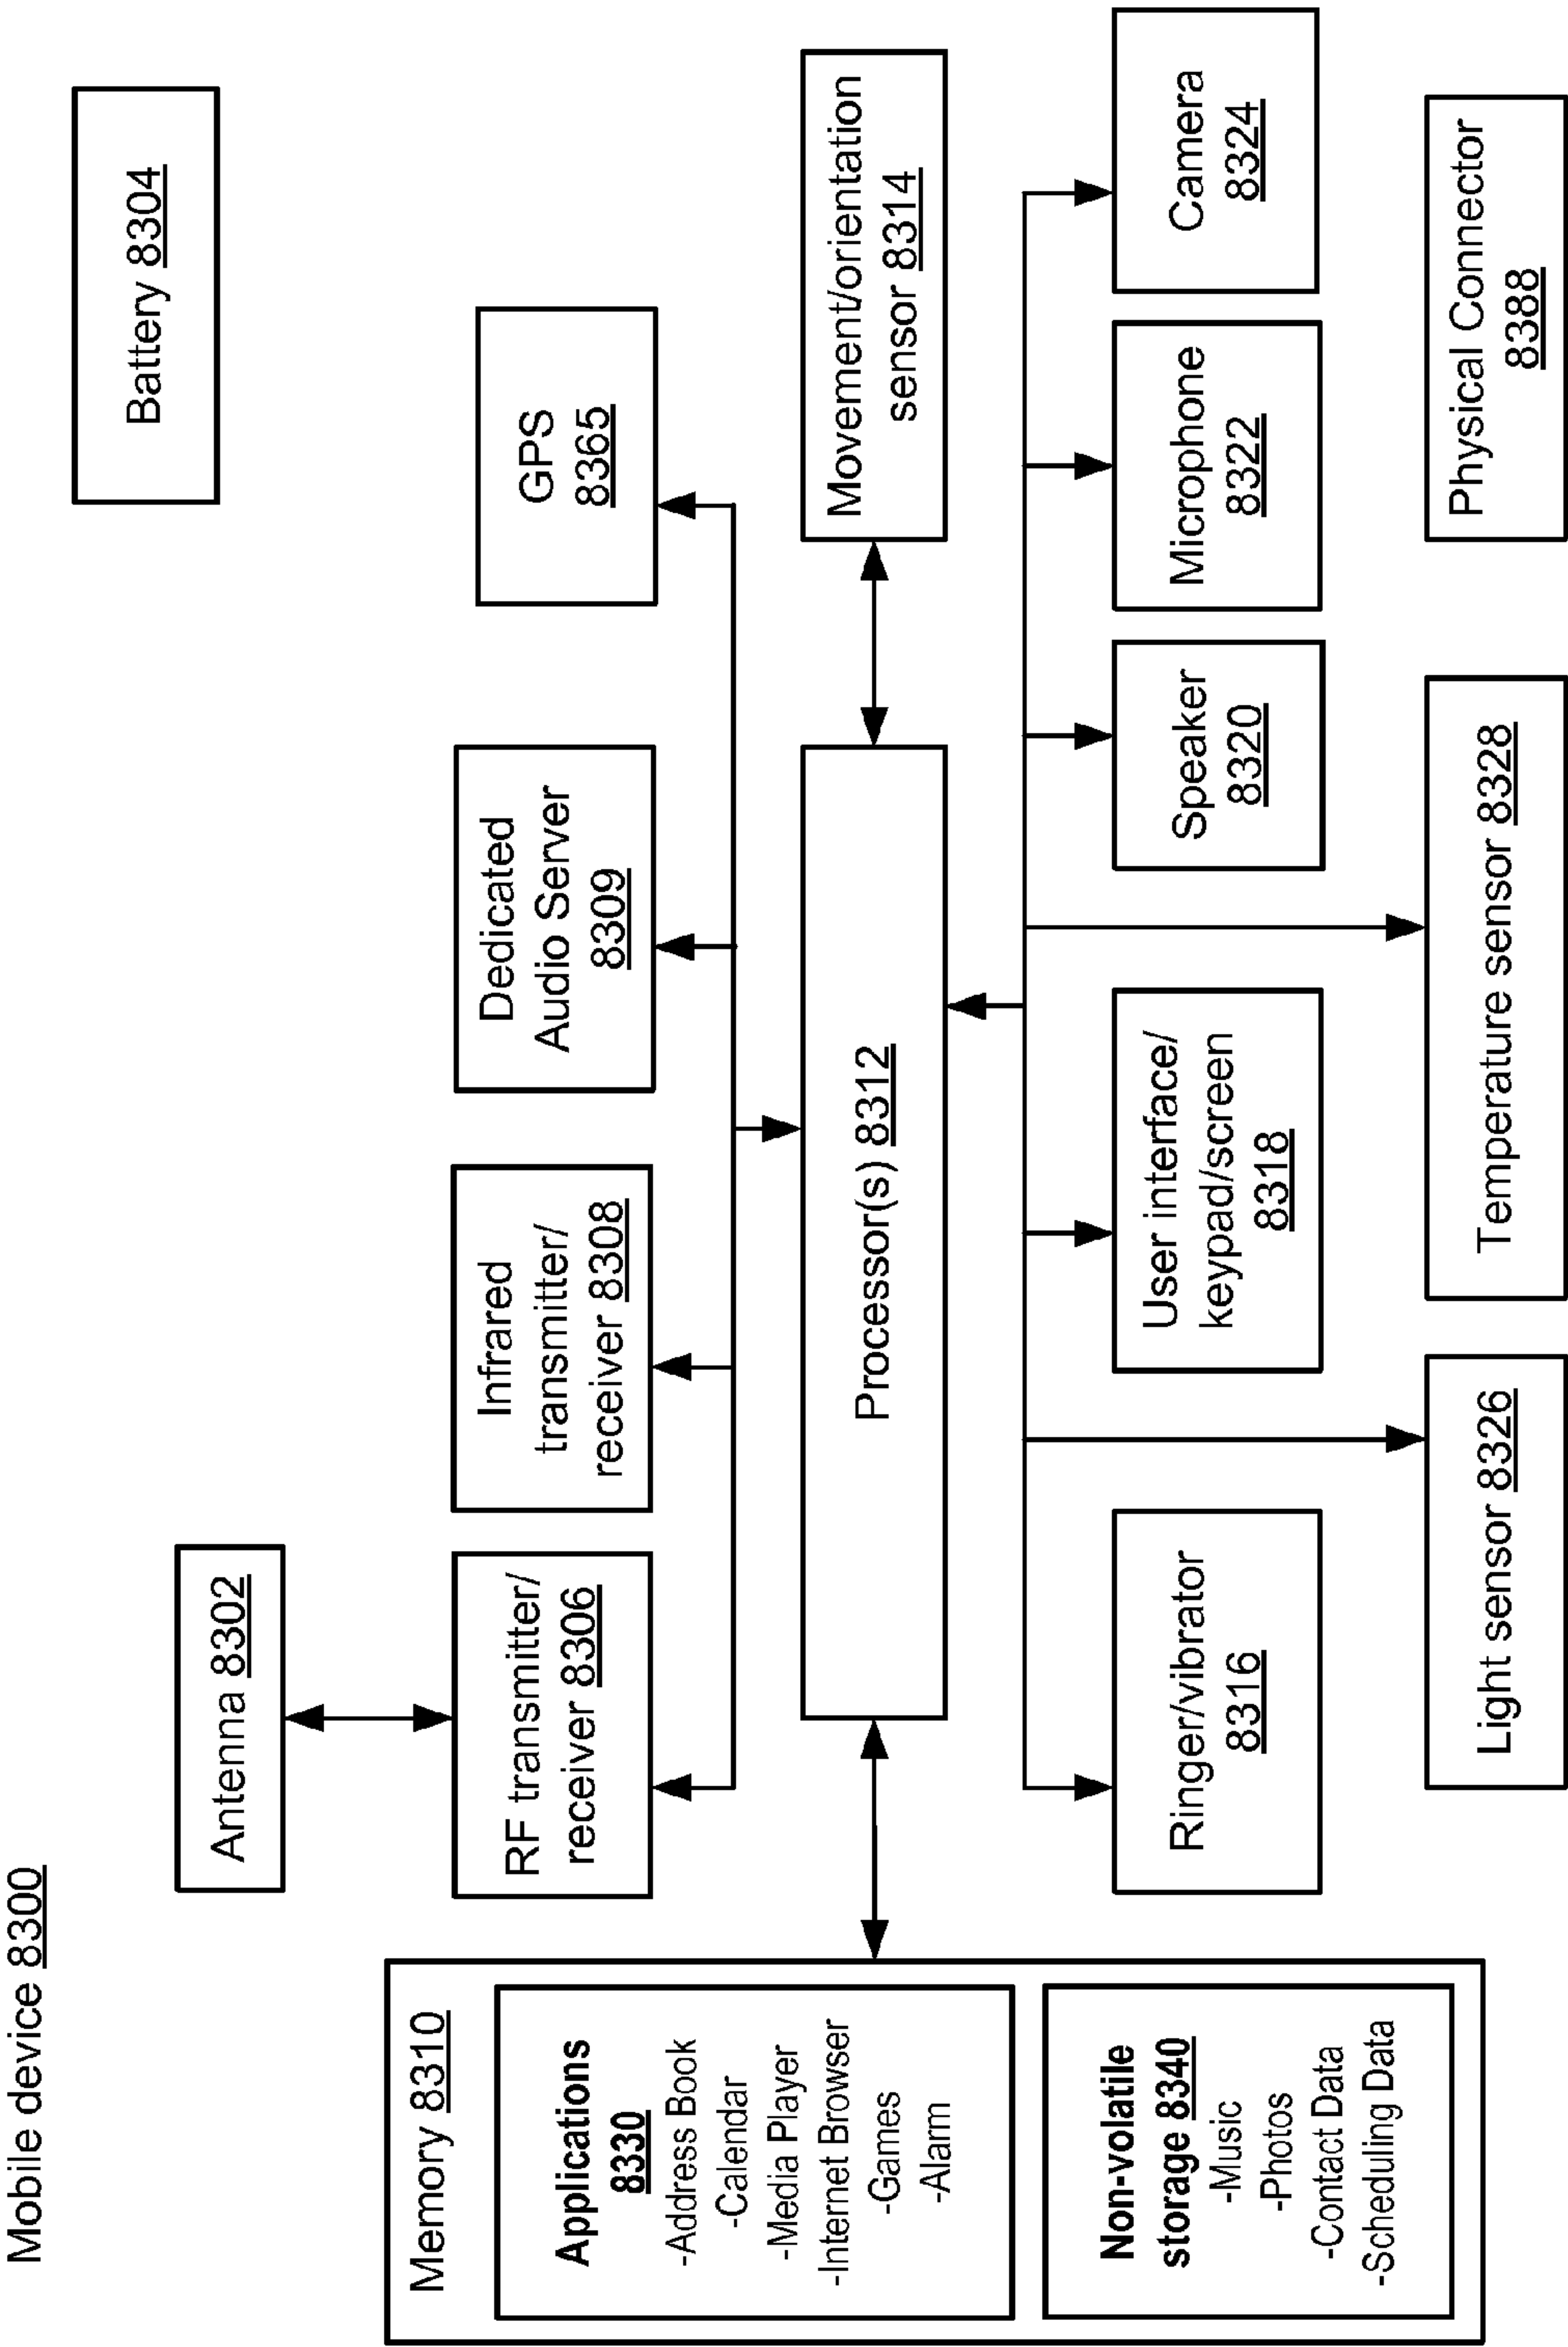 Mobile device 8300
Antenna 8302
Battery 8304
RF transmitter/
receiver 8306
Infrared
transmitter/
receiver 8308
Dedicated
Audio Server
8309
GPS
8365
Memory 8310
Applications
8330
-Address Book
-Calendar
-Media Player
-Internet Browser
-Games
-Alarm
Non-volatile
storage 8340
-Music
-Photos
-Contact Data
-Scheduling Data
Processor(s) 8312
Movement/orientation
sensor 8314
Ringer/vibrator
8316
User interface/
keypad/screen
8318
Speaker
8320
Microphone
8322
Camera
8324
Light sensor 8326
Temperature sensor 8328
Physical Connector
8388